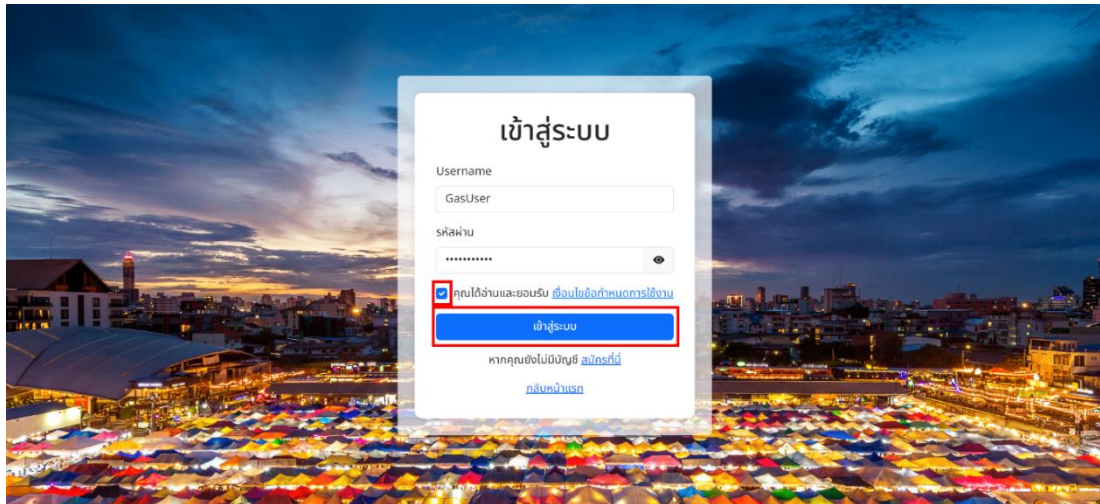 เข้าสู่ระบบ
Username
GasUser
รหัสผ่าน
•••••••••••
คุณได้อ่านและยอมรับ เงื่อนไขข้อกำหนดการใช้งาน
เข้าสู่ระบบ
หากคุณยังไม่มีบัญชี สมัครที่นี่
กลับหน้าแรก